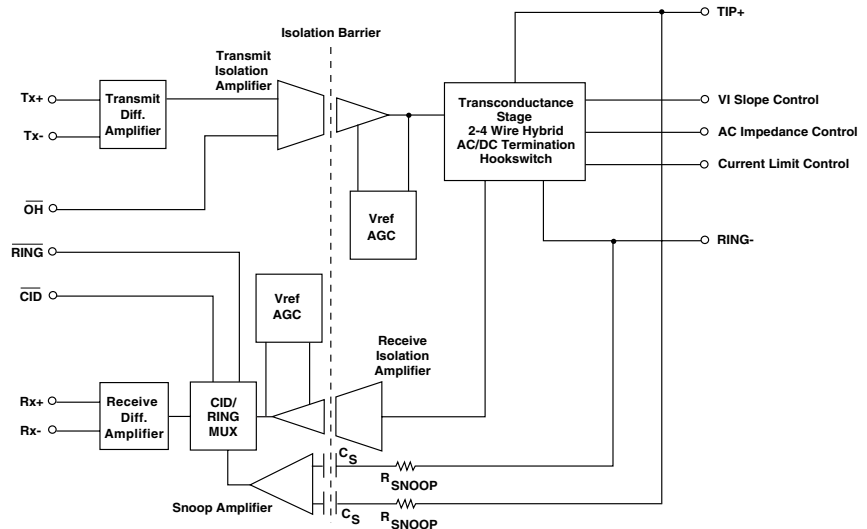 Isolation Barrier
TIP+
Transmit
Isolation
Amplifier
Tx+
Tx-
Transmit
Diff.
Amplifier
Transconductance
Stage
2-4 Wire Hybrid
AC/DC Termination
Hookswitch
VI Slope Control
AC Impedance Control
Current Limit Control
OH
Vref
AGC
RING
RING-
CID
Vref
AGC
Receive
Isolation
Amplifier
Rx+
Rx-
Receive
Diff.
Amplifier
CID/
RING
MUX
CS
RSNOOP
Snoop Amplifier
CS
RSNOOP